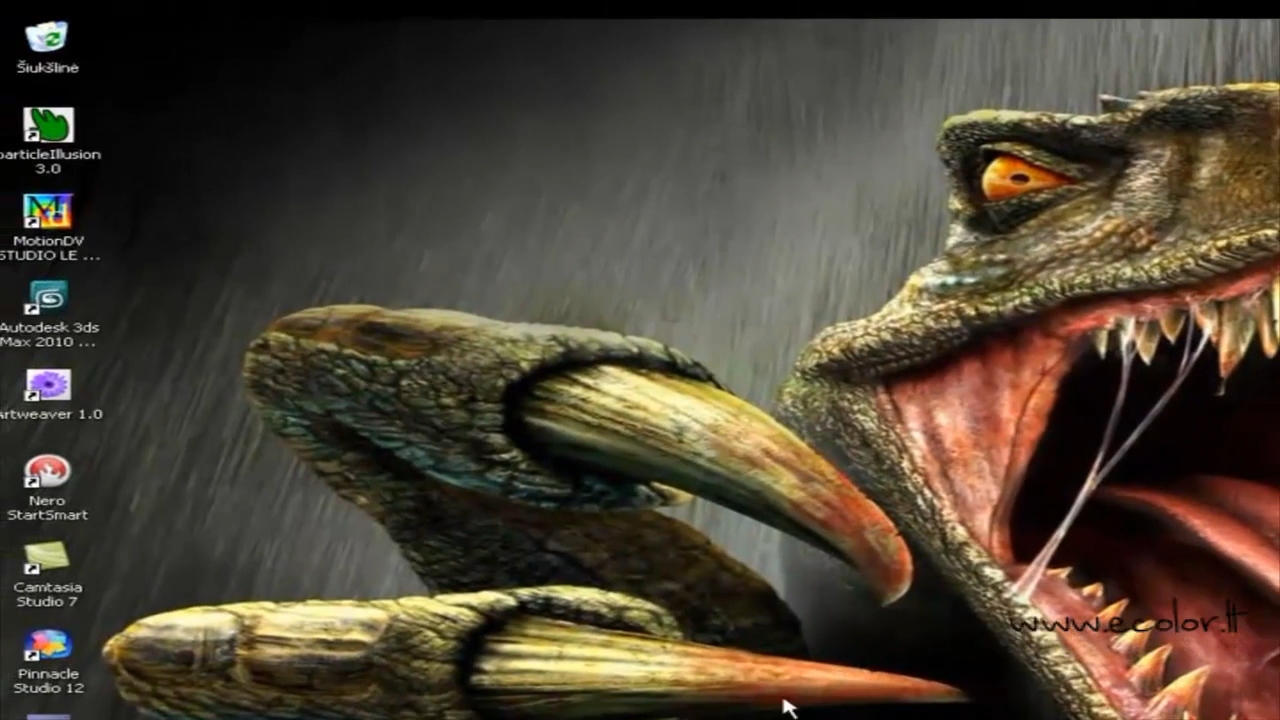 Šiukšlinė
particleIllusion
3.0
MotionDV
STUDIO LE ...
Autodesk 3ds
Max 2010 ...
Artweaver 1.0
Nero
StartSmart
Camtasia
Studio 7
Pinnacle
Studio 12
www.ecolor.lt